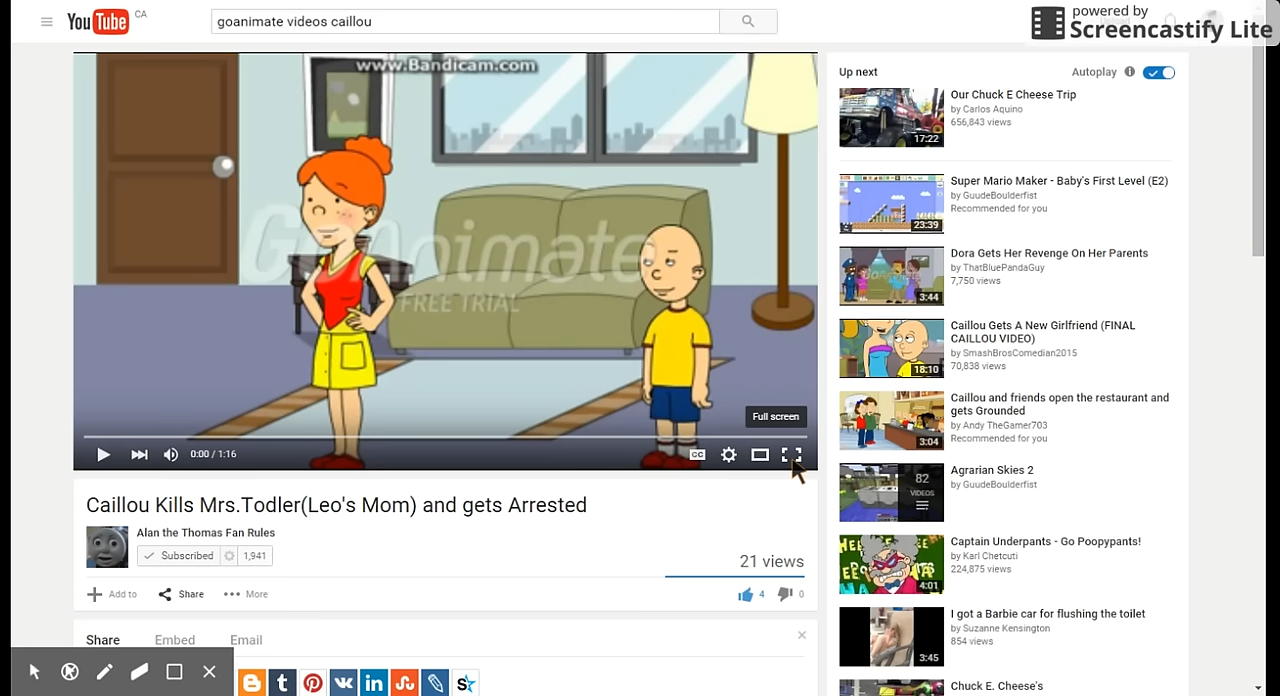 YouTube CA
goanimate videos caillou
powered by
Screencastify Lite
www.Bandicam.com
GoAnimate
FREE TRIAL
Full screen
0:00 / 1:16
CC
Caillou Kills Mrs.Todler(Leo's Mom) and gets Arrested
Alan the Thomas Fan Rules
Subscribed 1,941
21 views
Add to Share More
4 0
Share Embed Email
Up next
Autoplay
Our Chuck E Cheese Trip
by Carlos Aquino
656,843 views
17:22
Super Mario Maker - Baby's First Level (E2)
by GuudeBoulderfist
Recommended for you
23:39
Dora Gets Her Revenge On Her Parents
by ThatBluePandaGuy
7,750 views
3:44
Caillou Gets A New Girlfriend (FINAL
CAILLOU VIDEO)
by SmashBrosComedian2015
70,838 views
18:10
Caillou and friends open the restaurant and
gets Grounded
by Andy TheGamer703
Recommended for you
3:04
Agrarian Skies 2
by GuudeBoulderfist
82
VIDEOS
Captain Underpants - Go Poopypants!
by Karl Chetcuti
224,875 views
4:01
I got a Barbie car for flushing the toilet
by Suzanne Kensington
854 views
3:45
Chuck E. Cheese's